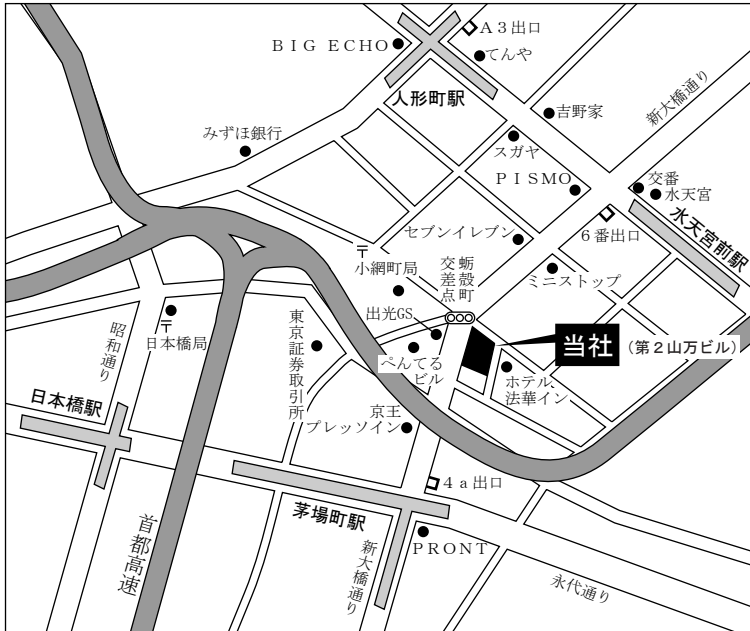 A3出口
BIG ECHO
てんや
人形町駅
吉野家
新大橋通り
みずほ銀行
スガヤ
PISMO
交番
水天宮
水天宮前駅
6番出口
セブンイレブン
ミニストップ
〒
小網町局
蛎殻町
交差点
出光GS
当社
(第2山万ビル)
〒
日本橋局
昭和通り
東京証券取引所
ぺんてる
ビル
ホテル
法華イン
日本橋駅
京王
プレッソイン
4a出口
茅場町駅
首都高速
新大橋通り
PRONT
永代通り